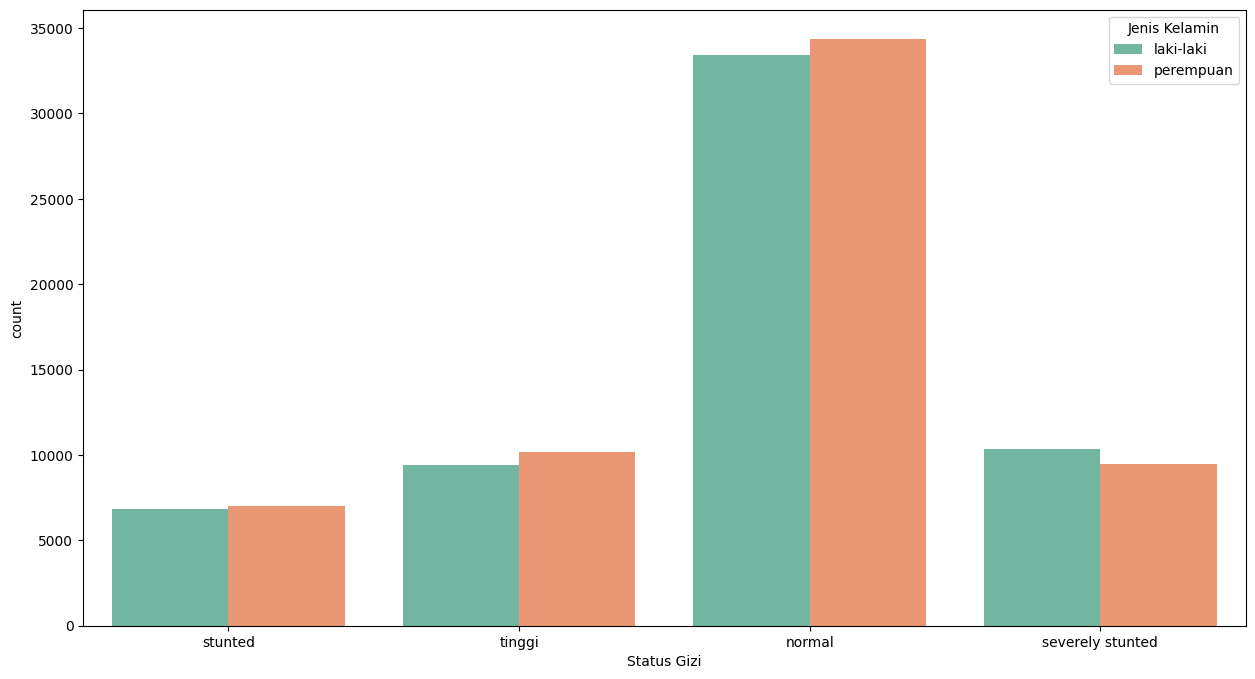 35000
30000
25000
20000
15000
10000
5000
0
count
Jenis Kelamin
laki-laki
perempuan
stunted
tinggi
normal
severely stunted
Status Gizi